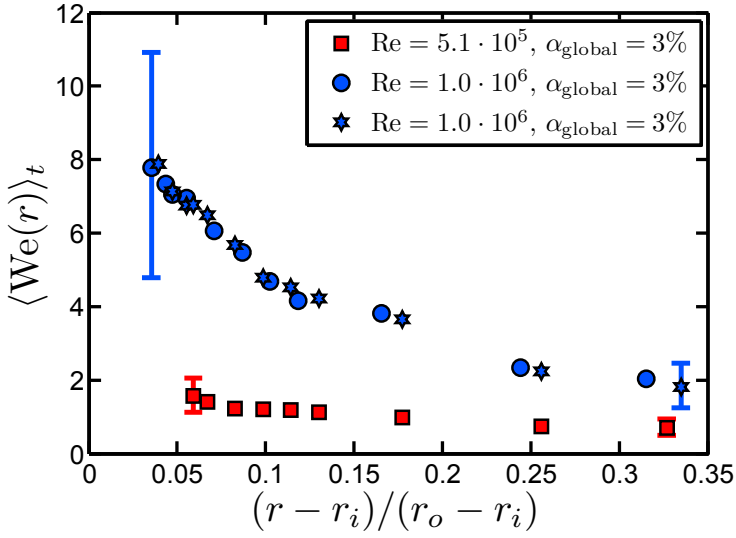 12
10
8
6
4
2
0
⟨We(r)⟩t
Re = 5.1 · 10^5, α_global = 3%
Re = 1.0 · 10^6, α_global = 3%
Re = 1.0 · 10^6, α_global = 3%
0 0.05 0.1 0.15 0.2 0.25 0.3 0.35
(r − r_i)/(r_o − r_i)